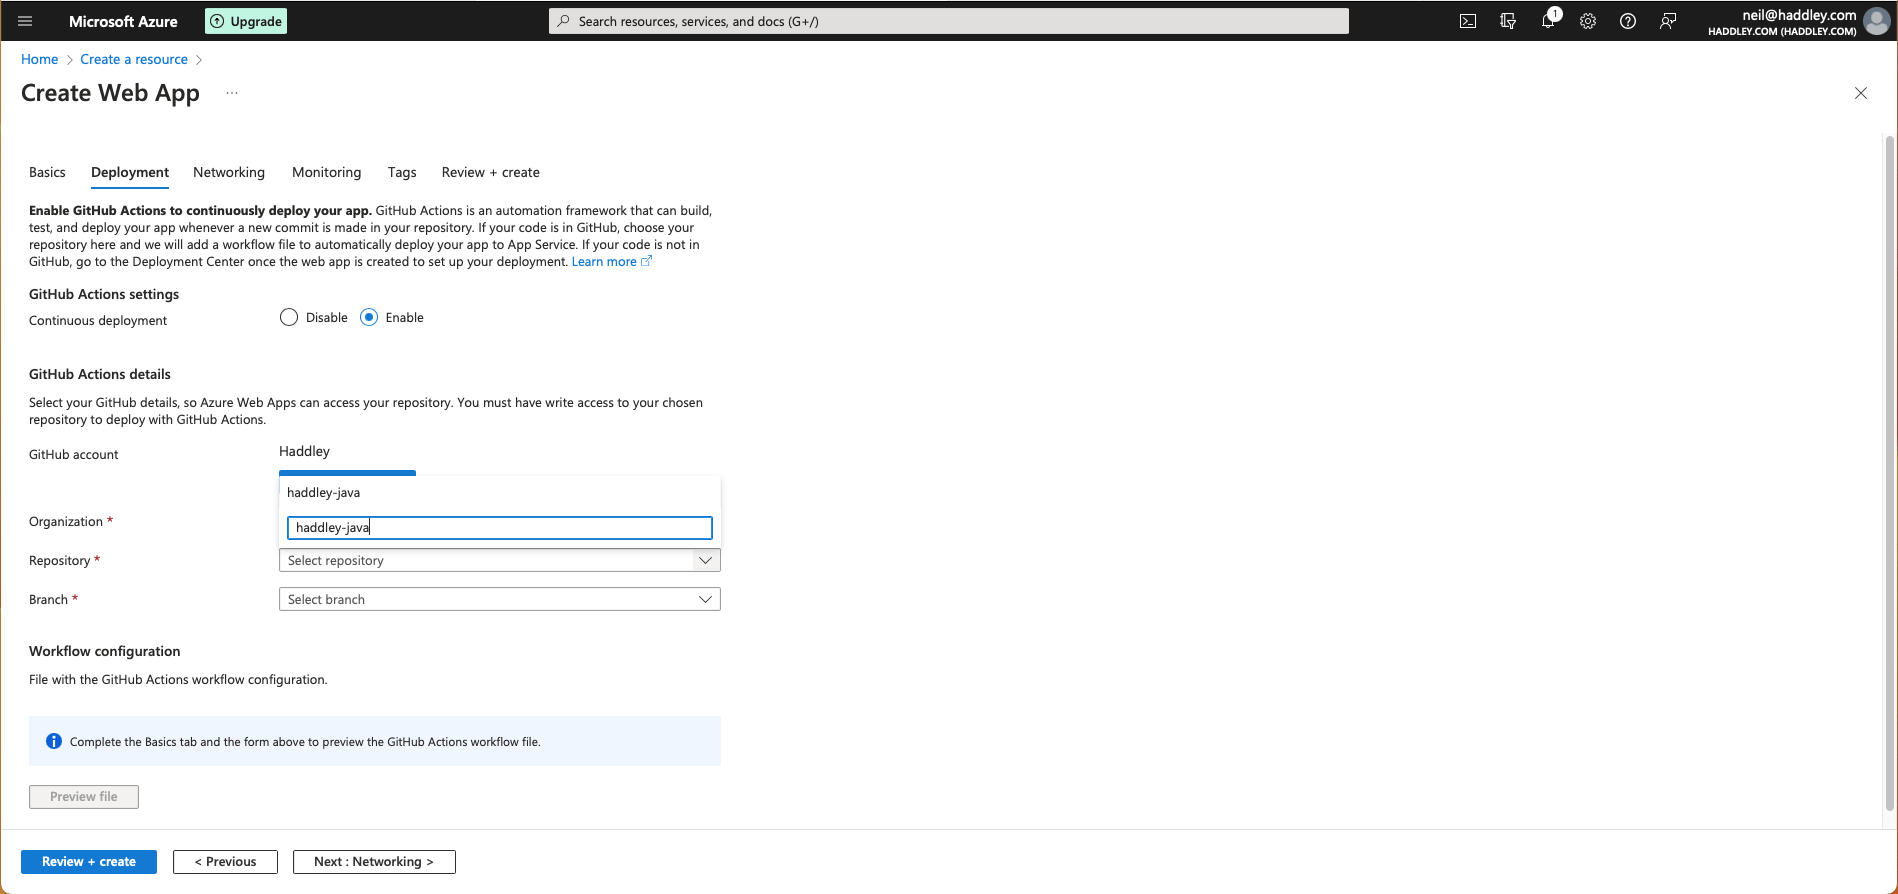 Microsoft Azure
Upgrade
Search resources, services, and docs (G+/)
1
neil@haddley.com
HADDLEY.COM (HADDLEY.COM)
Home > Create a resource >
Create Web App ...
Basics
Deployment
Networking
Monitoring
Tags
Review + create
Enable GitHub Actions to continuously deploy your app. GitHub Actions is an automation framework that can build,
test, and deploy your app whenever a new commit is made in your repository. If your code is in GitHub, choose your
repository here and we will add a workflow file to automatically deploy your app to App Service. If your code is not in
GitHub, go to the Deployment Center once the web app is created to set up your deployment. Learn more
GitHub Actions settings
Continuous deployment
Disable
Enable
GitHub Actions details
Select your GitHub details, so Azure Web Apps can access your repository. You must have write access to your chosen
repository to deploy with GitHub Actions.
GitHub account
Haddley
haddley-java
Organization *
haddley-java
Repository *
Select repository
Branch *
Select branch
Workflow configuration
File with the GitHub Actions workflow configuration.
Complete the Basics tab and the form above to preview the GitHub Actions workflow file.
Preview file
Review + create
< Previous
Next : Networking >